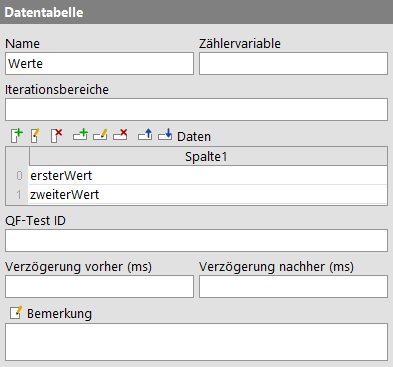 Datentabelle
Name Zählervariable
Werte
Iterationsbereiche
Daten
Spalte1
0 ersterWert
1 zweiterWert
QF-Test ID
Verzögerung vorher (ms) Verzögerung nachher (ms)
Bemerkung